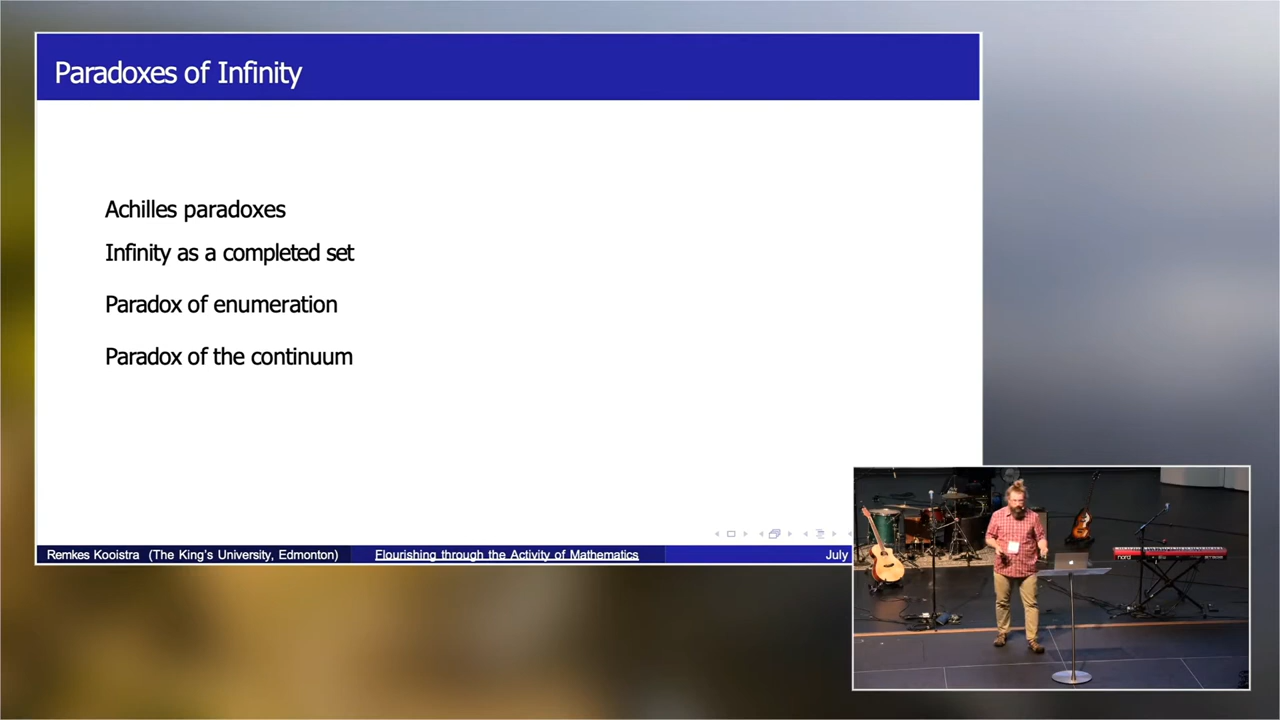 Paradoxes of Infinity
Achilles paradoxes
Infinity as a completed set
Paradox of enumeration
Paradox of the continuum
Remkes Kooistra (The King's University, Edmonton) Flourishing through the Activity of Mathematics July
nord